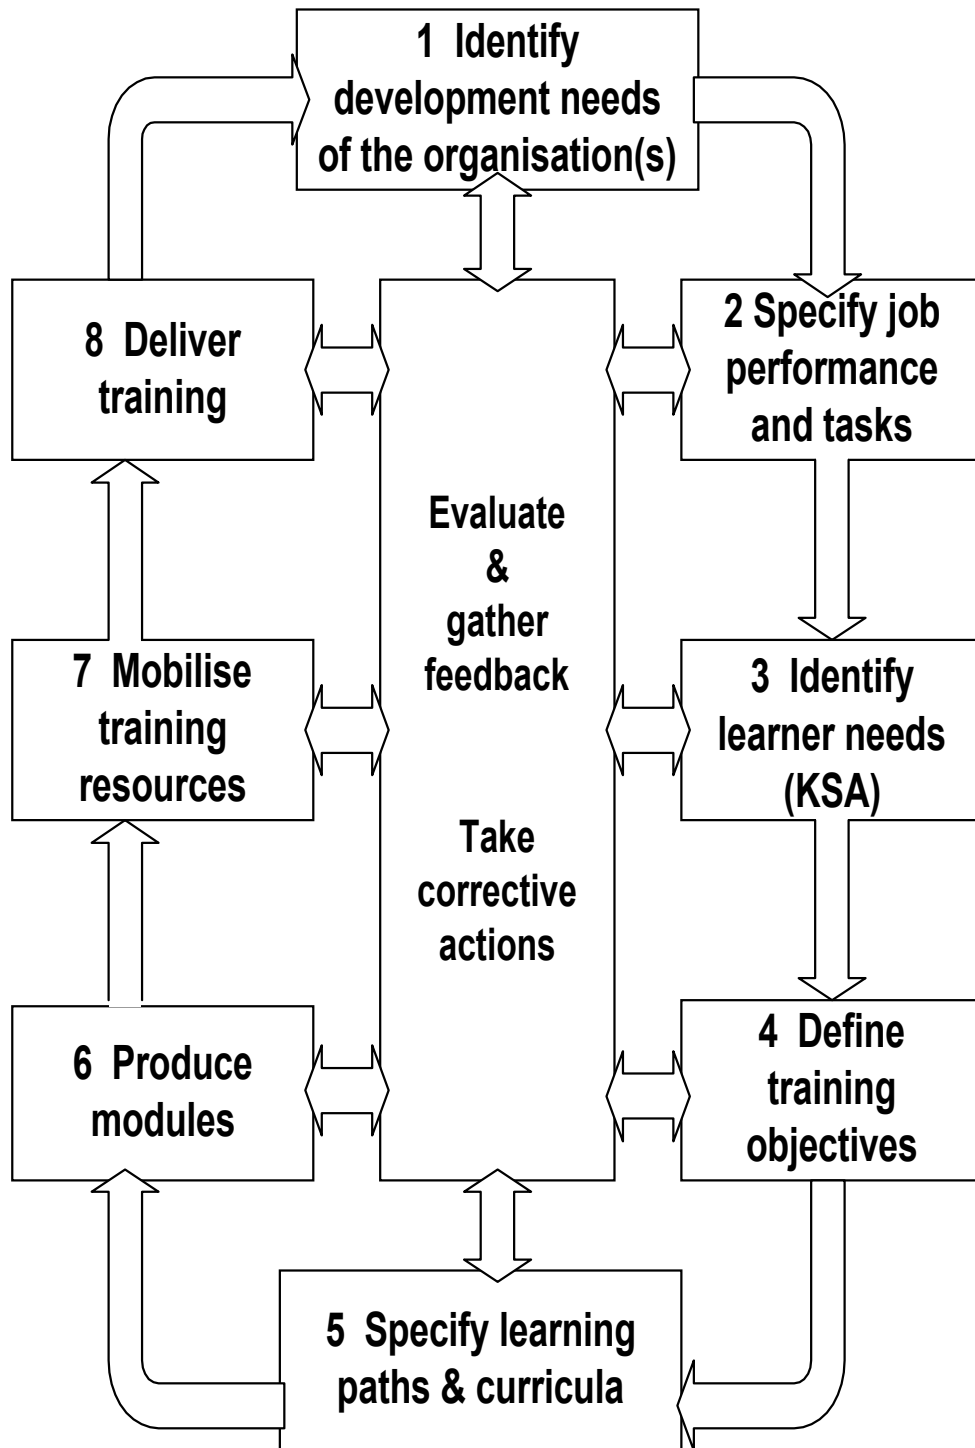 1 Identify
development needs
of the organisation(s)
2 Specify job
performance
and tasks
3 Identify
learner needs
(KSA)
4 Define
training
objectives
5 Specify learning
paths & curricula
6 Produce
modules
7 Mobilise
training
resources
8 Deliver
training
Evaluate
&
gather
feedback
Take
corrective
actions